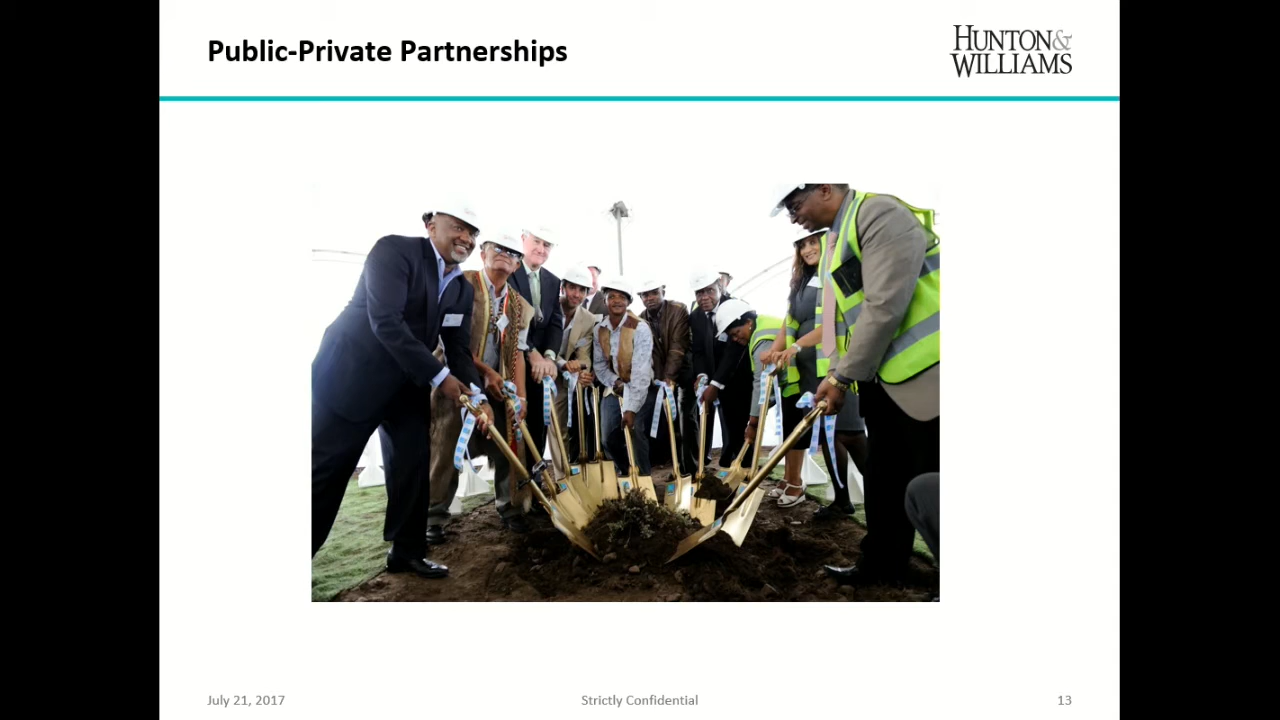 Public-Private Partnerships
HUNTON&
WILLIAMS
July 21, 2017
Strictly Confidential
13